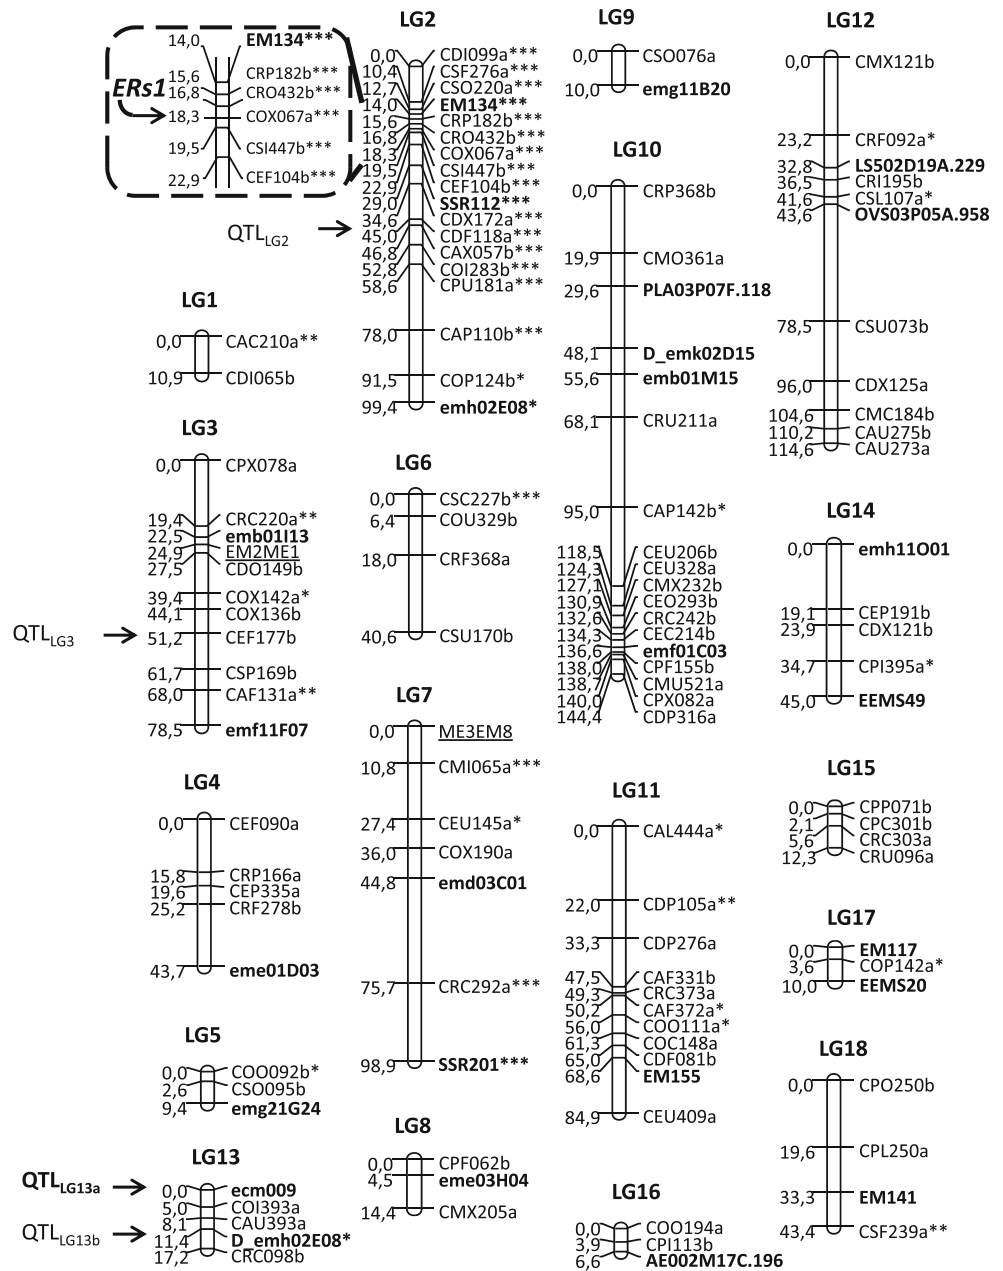 14,0 EM134***
15,6 CRP182b***
ERs1
16,8 CRO432b***
18,3 COX067a***
19,5 CSI447b***
22,9 CEF104b***
LG2
0,0 CDI099a***
10,4 CSF276a***
12,7 CSO220a***
14,0 EM134***
15,6 CRP182b***
16,8 CRO432b***
18,3 COX067a***
19,5 CSI447b***
22,9 CEF104b***
29,0 SSR112***
34,6 CDX172a***
QTLLG2
45,0 CDF118a***
46,8 CAX057b***
52,8 COI283b***
58,6 CPU181a***
78,0 CAP110b***
91,5 COP124b*
99,4 emh02E08*
LG1
0,0 CAC210a**
10,9 CDI065b
LG3
0,0 CPX078a
19,4 CRC220a**
22,5 emb01I13
24,9 EM2ME1
27,5 CDO149b
39,4 COX142a*
44,1 COX136b
QTLLG3
51,2 CEF177b
61,7 CSP169b
68,0 CAF131a**
78,5 emf11F07
LG4
0,0 CEF090a
15,8 CRP166a
19,6 CEP335a
25,2 CRF278b
43,7 eme01D03
LG5
0,0 COO092b*
2,6 CSO095b
9,4 emg21G24
LG13
QTLLG13a
0,0 ecm009
5,0 COI393a
8,1 CAU393a
QTLLG13b
11,4 D_emh02E08*
17,2 CRC098b
LG6
0,0 CSC227b***
6,4 COU329b
18,0 CRF368a
40,6 CSU170b
LG7
0,0 ME3EM8
10,8 CMI065a***
27,4 CEU145a*
36,0 COX190a
44,8 emd03C01
75,7 CRC292a***
98,9 SSR201***
LG8
0,0 CPF062b
4,5 eme03H04
14,4 CMX205a
LG9
0,0 CSO076a
10,0 emg11B20
LG10
0,0 CRP368b
19,9 CMO361a
29,6 PLA03P07F.118
48,1 D_emk02D15
55,6 emb01M15
68,1 CRU211a
95,0 CAP142b*
118,5 CEU206b
124,3 CEU328a
127,1 CMX232b
130,9 CEO293b
132,6 CRC242b
134,3 CEC214b
136,6 emf01C03
138,0 CPF155b
138, CMU521a
140,0 CPX082a
144,4 CDP316a
LG11
0,0 CAL444a*
22,0 CDP105a**
33,3 CDP276a
47,5 CAF331b
49,3 CRC373a
50,2 CAF372a*
56,0 COO111a*
61,3 COC148a
65,0 CDF081b
68,6 EM155
84,9 CEU409a
LG16
0,0 COO194a
3,9 CPI113b
6,6 AE002M17C.196
LG12
0,0 CMX121b
23,2 CRF092a*
32,8 LS502D19A.229
36,5 CRI195b
41,6 CSL107a*
43,6 OVS03P05A.958
78,5 CSU073b
96,0 CDX125a
104,6 CMC184b
110,2 CAU275b
114,6 CAU273a
LG14
0,0 emh11O01
19,1 CEP191b
23,9 CDX121b
34,7 CPI395a*
45,0 EEMS49
LG15
0,0 CPP071b
2,1 CPC301b
5,6 CRC303a
12,3 CRU096a
LG17
0,0 EM117
3,6 COP142a*
10,0 EEMS20
LG18
0,0 CPO250b
19,6 CPL250a
33,3 EM141
43,4 CSF239a**